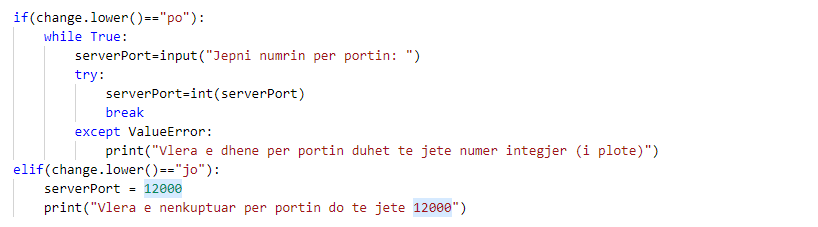 if(change.lower()=="po"):
    while True:
        serverPort=input("Jepni numrin per portin: ")
        try:
            serverPort=int(serverPort)
            break
        except ValueError:
            print("Vlera e dhene per portin duhet te jete numer integjer (i plote)")
elif(change.lower()=="jo"):
    serverPort = 12000
    print("Vlera e nenkuptuar per portin do te jete 12000")